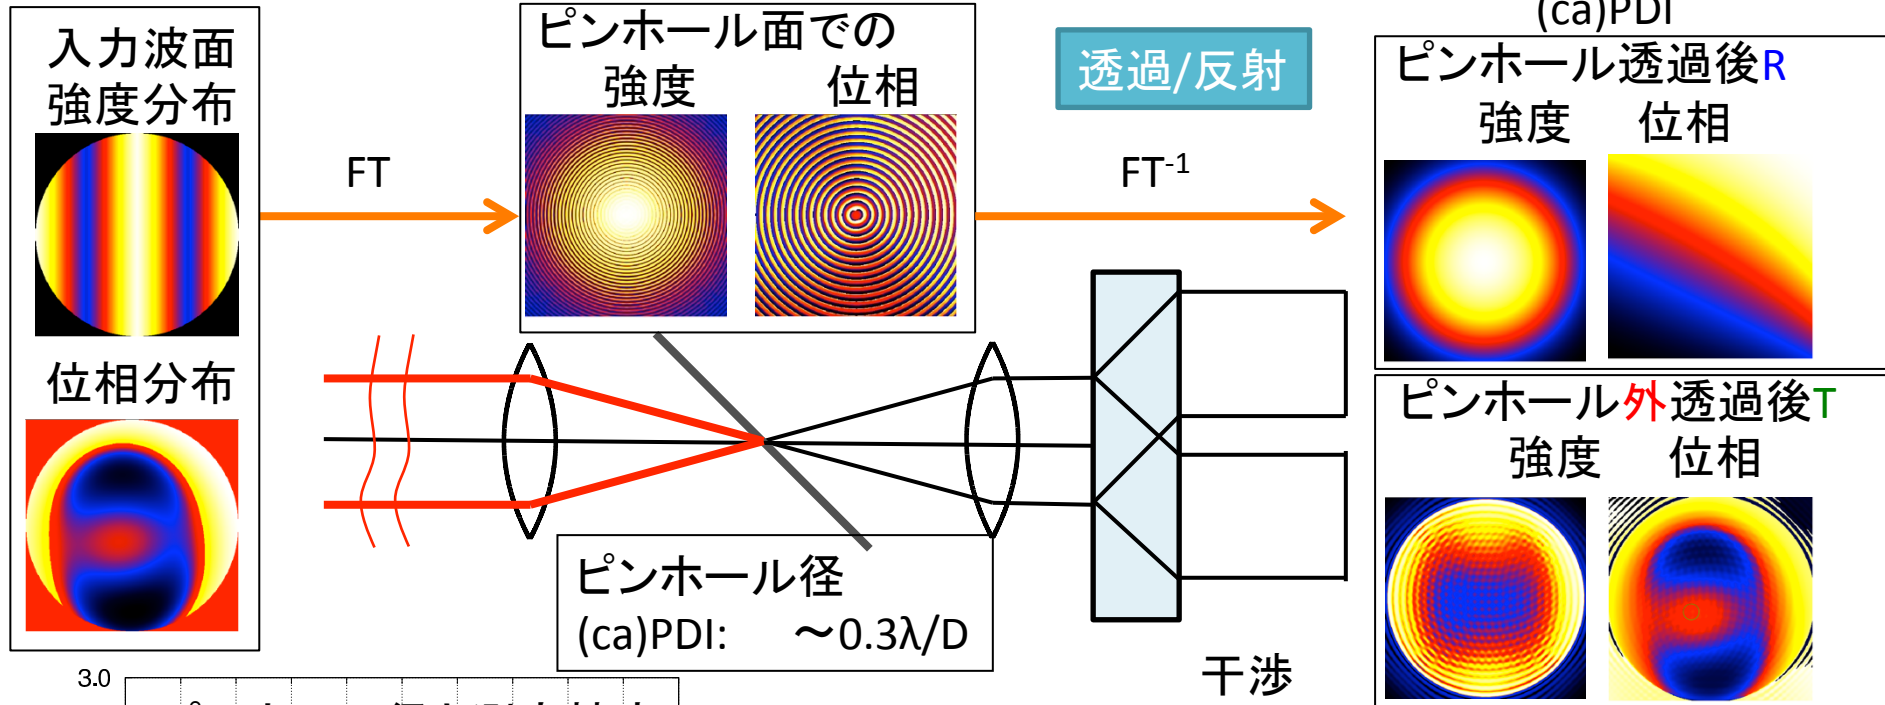 入力波面
強度分布
位相分布
FT
ピンホール面での
強度 位相
透過/反射
FT-1
(ca)PDI
ピンホール透過後R
強度 位相
ピンホール外透過後T
強度 位相
ピンホール径
(ca)PDI: ～0.3λ/D
干渉
3.0